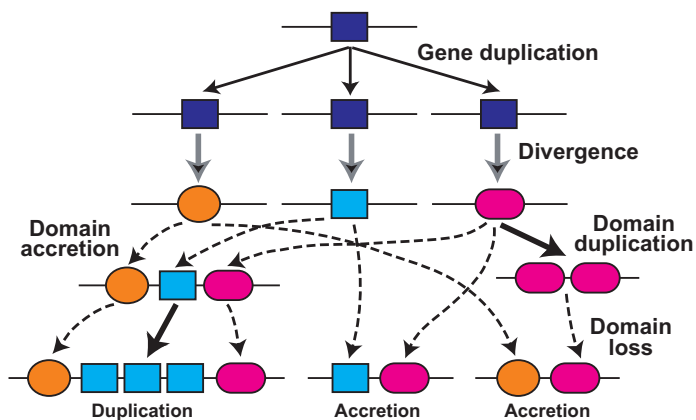 Gene duplication
Divergence
Domain
accretion
Domain
duplication
Domain
loss
Duplication
Accretion
Accretion